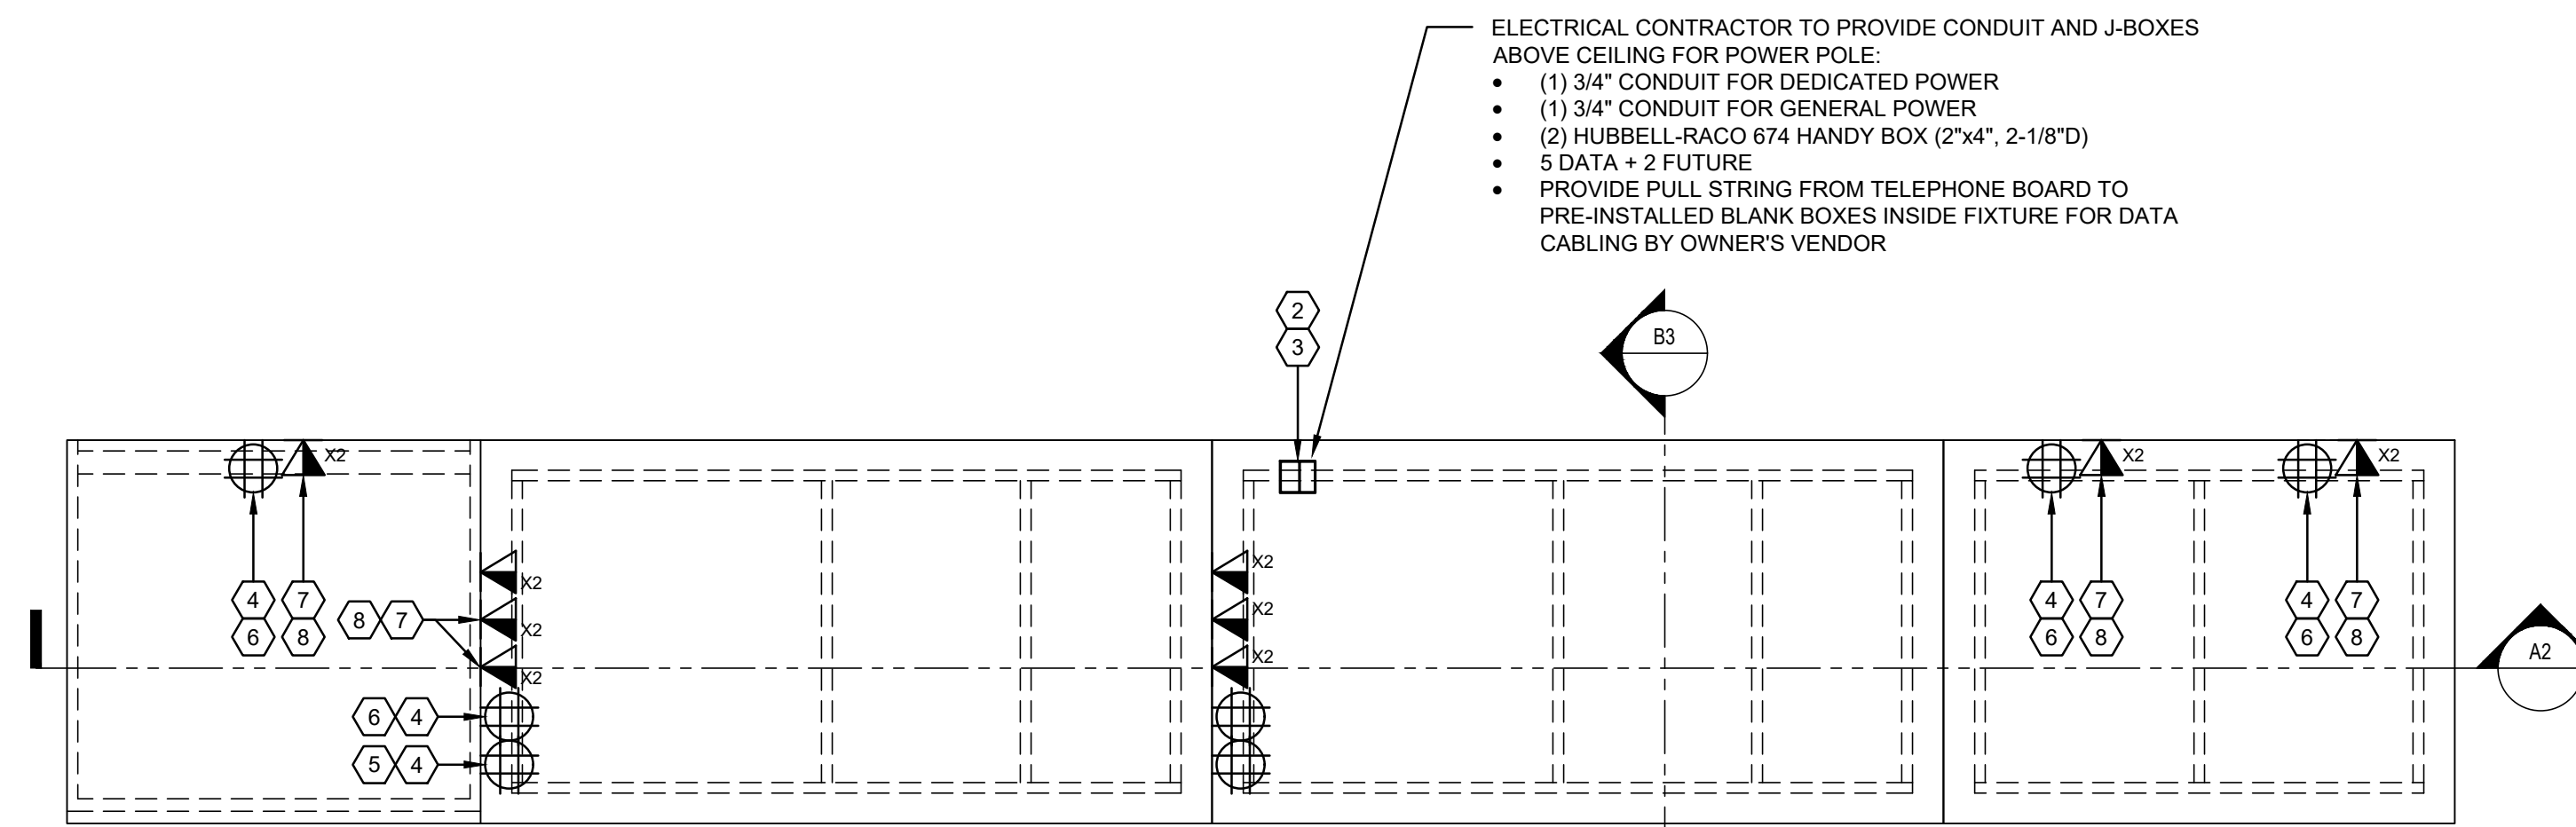 ELECTRICAL CONTRACTOR TO PROVIDE CONDUIT AND J-BOXES
ABOVE CEILING FOR POWER POLE:
• (1) 3/4" CONDUIT FOR DEDICATED POWER
• (1) 3/4" CONDUIT FOR GENERAL POWER
• (2) HUBBELL-RACO 674 HANDY BOX (2"x4", 2-1/8"D)
• 5 DATA + 2 FUTURE
• PROVIDE PULL STRING FROM TELEPHONE BOARD TO
PRE-INSTALLED BLANK BOXES INSIDE FIXTURE FOR DATA
CABLING BY OWNER'S VENDOR
2
3
B3
X2
X2
X2
X2
X2
4 7
6 8
8 7
X2
X2
X2
X2
4 7
6 8
4 7
6 8
A2
6 4
5 4